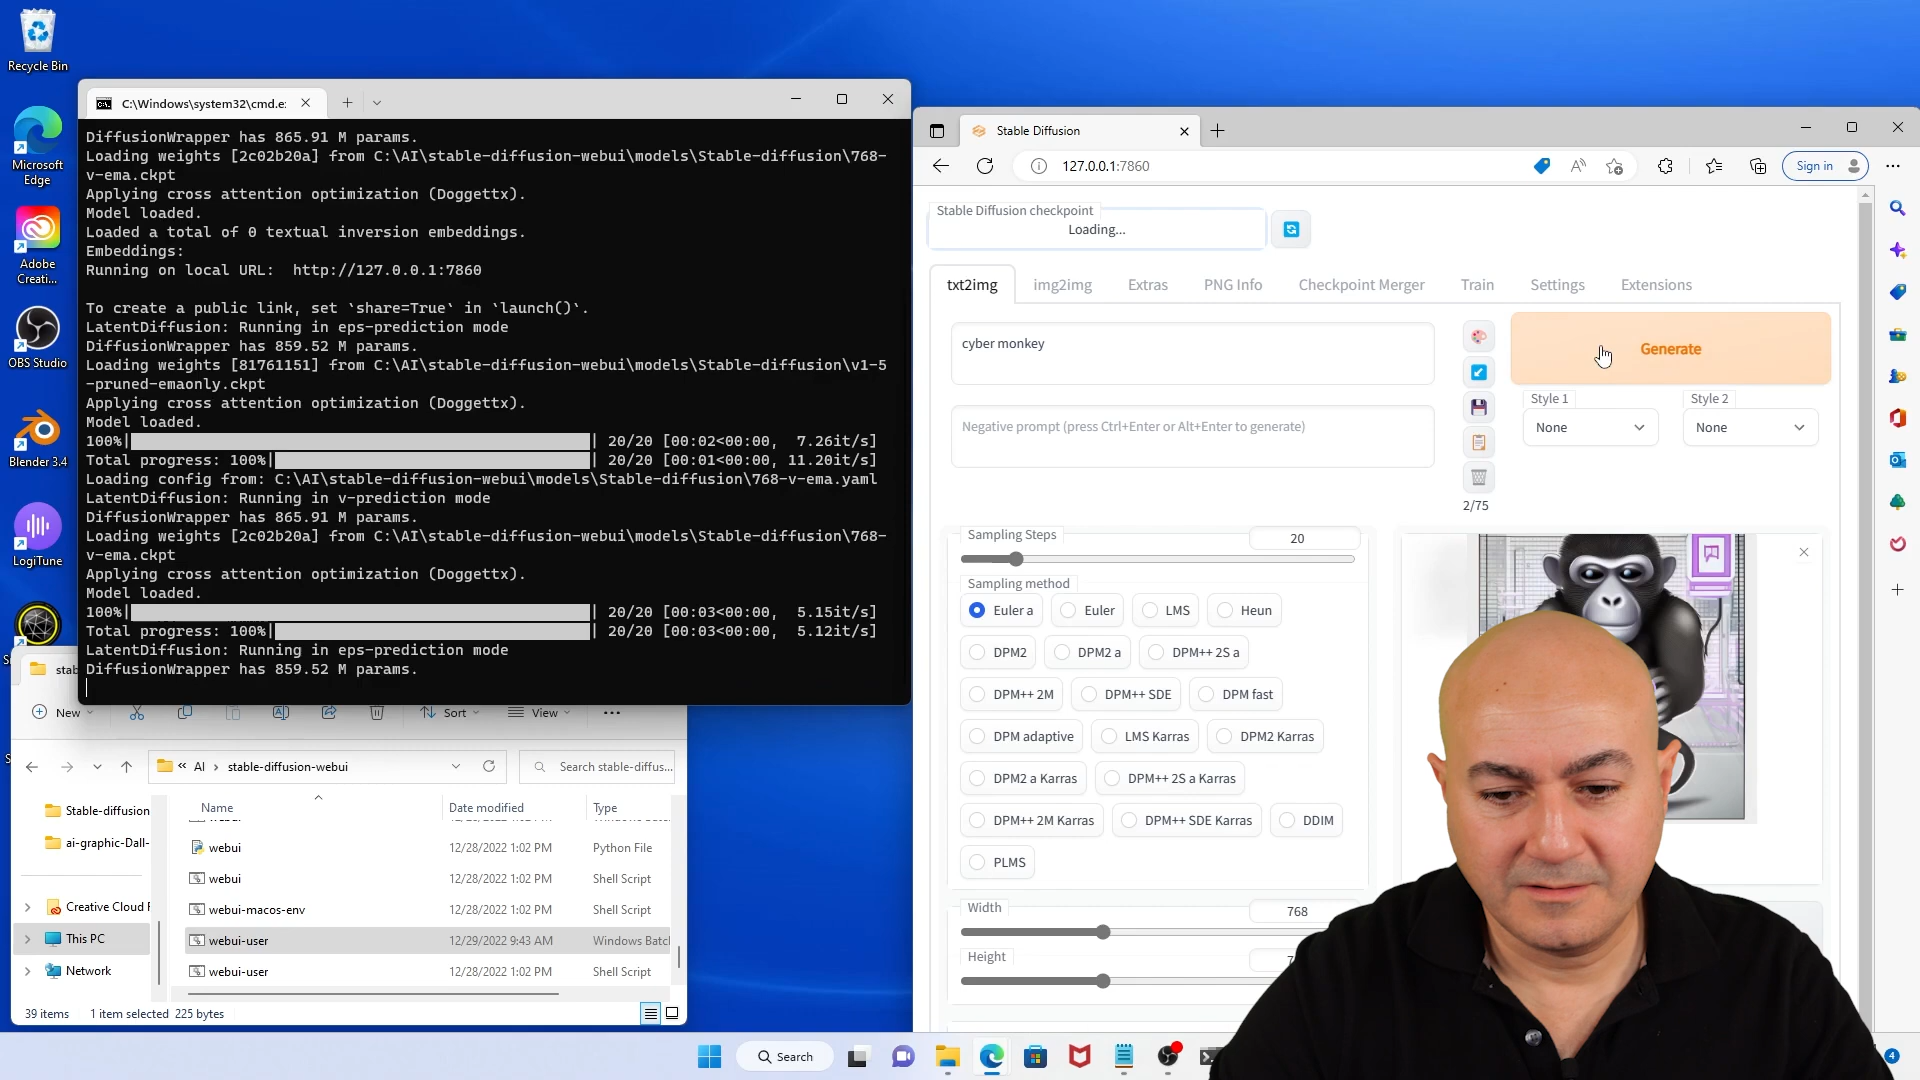 Recycle Bin
Microsoft
Edge
Adobe
Creati...
OBS Studio
Blender 3.4
LogiTune
C:\Windows\system32\cmd.e:
DiffusionWrapper has 865.91 M params.
Loading weights [2c02b20a] from C:\AI\stable-diffusion-webui\models\Stable-diffusion\768-
v-ema.ckpt
Applying cross attention optimization (Doggettx).
Model loaded.
Loaded a total of 0 textual inversion embeddings.
Embeddings:
Running on local URL:  http://127.0.0.1:7860
To create a public link, set `share=True` in `launch()`.
LatentDiffusion: Running in eps-prediction mode
DiffusionWrapper has 859.52 M params.
Loading weights [81761151] from C:\AI\stable-diffusion-webui\models\Stable-diffusion\v1-5
-pruned-emaonly.ckpt
Applying cross attention optimization (Doggettx).
Model loaded.
100%| | 20/20 [00:02<00:00,  7.26it/s]
Total progress: 100%| | 20/20 [00:01<00:00, 11.20it/s]
Loading config from: C:\AI\stable-diffusion-webui\models\Stable-diffusion\768-v-ema.yaml
LatentDiffusion: Running in v-prediction mode
DiffusionWrapper has 865.91 M params.
Loading weights [2c02b20a] from C:\AI\stable-diffusion-webui\models\Stable-diffusion\768-
v-ema.ckpt
Applying cross attention optimization (Doggettx).
Model loaded.
100%| | 20/20 [00:03<00:00,  5.15it/s]
Total progress: 100%| | 20/20 [00:03<00:00,  5.12it/s]
LatentDiffusion: Running in eps-prediction mode
DiffusionWrapper has 859.52 M params.
stab
New
Sort
View
AI > stable-diffusion-webui
Search stable-diffus...
Name Date modified Type
Stable-diffusion
ai-graphic-Dall-
Creative Cloud F
This PC
Network
webui 12/28/2022 1:02 PM Python File
webui 12/28/2022 1:02 PM Shell Script
webui-macos-env 12/28/2022 1:02 PM Shell Script
webui-user 12/29/2022 9:43 AM Windows Batc
webui-user 12/28/2022 1:02 PM Shell Script
39 items 1 item selected 225 bytes
Stable Diffusion
127.0.0.1:7860
Sign in
Stable Diffusion checkpoint
Loading...
txt2img img2img Extras PNG Info Checkpoint Merger Train Settings Extensions
cyber monkey
Generate
Negative prompt (press Ctrl+Enter or Alt+Enter to generate)
Style 1 Style 2
None None
2/75
Sampling Steps 20
Sampling method
Euler a Euler LMS Heun
DPM2 DPM2 a DPM++ 2S a
DPM++ 2M DPM++ SDE DPM fast
DPM adaptive LMS Karras DPM2 Karras
DPM2 a Karras DPM++ 2S a Karras
DPM++ 2M Karras DPM++ SDE Karras DDIM
PLMS
Width 768
Height
Search
4